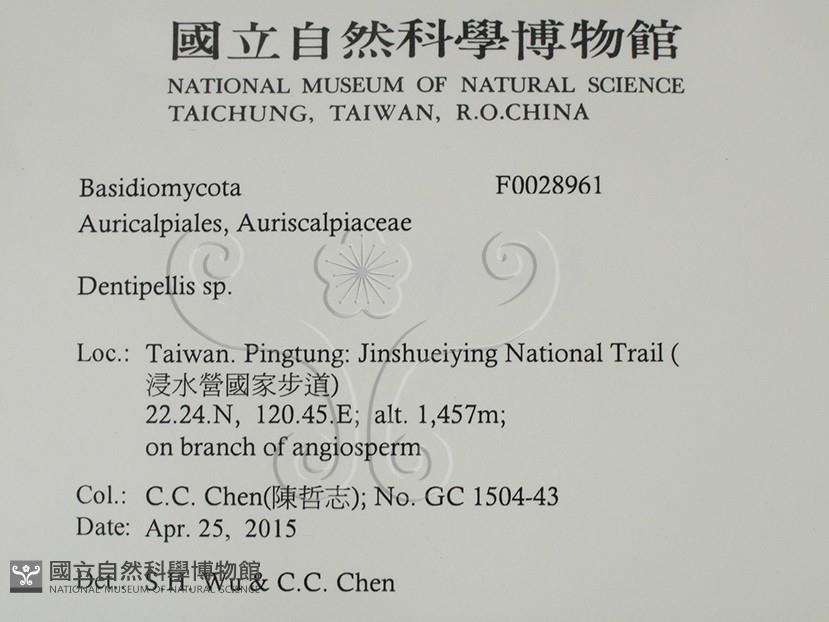 國立自然科學博物館
NATIONAL MUSEUM OF NATURAL SCIENCE
TAICHUNG, TAIWAN, R.O.CHINA
Basidiomycota F0028961
Auricalpiales, Auriscalpiaceae
Dentipellis sp.
Loc.: Taiwan. Pingtung: Jinshueiying National Trail (
浸水營國家步道)
22.24.N, 120.45.E; alt. 1,457m;
on branch of angiosperm
Col.: C.C. Chen(陳哲志); No. GC 1504-43
Date: Apr. 25, 2015
Det.: S.H. Wu & C.C. Chen
國立自然科學博物館
NATIONAL MUSEUM OF NATURAL SCIENCE